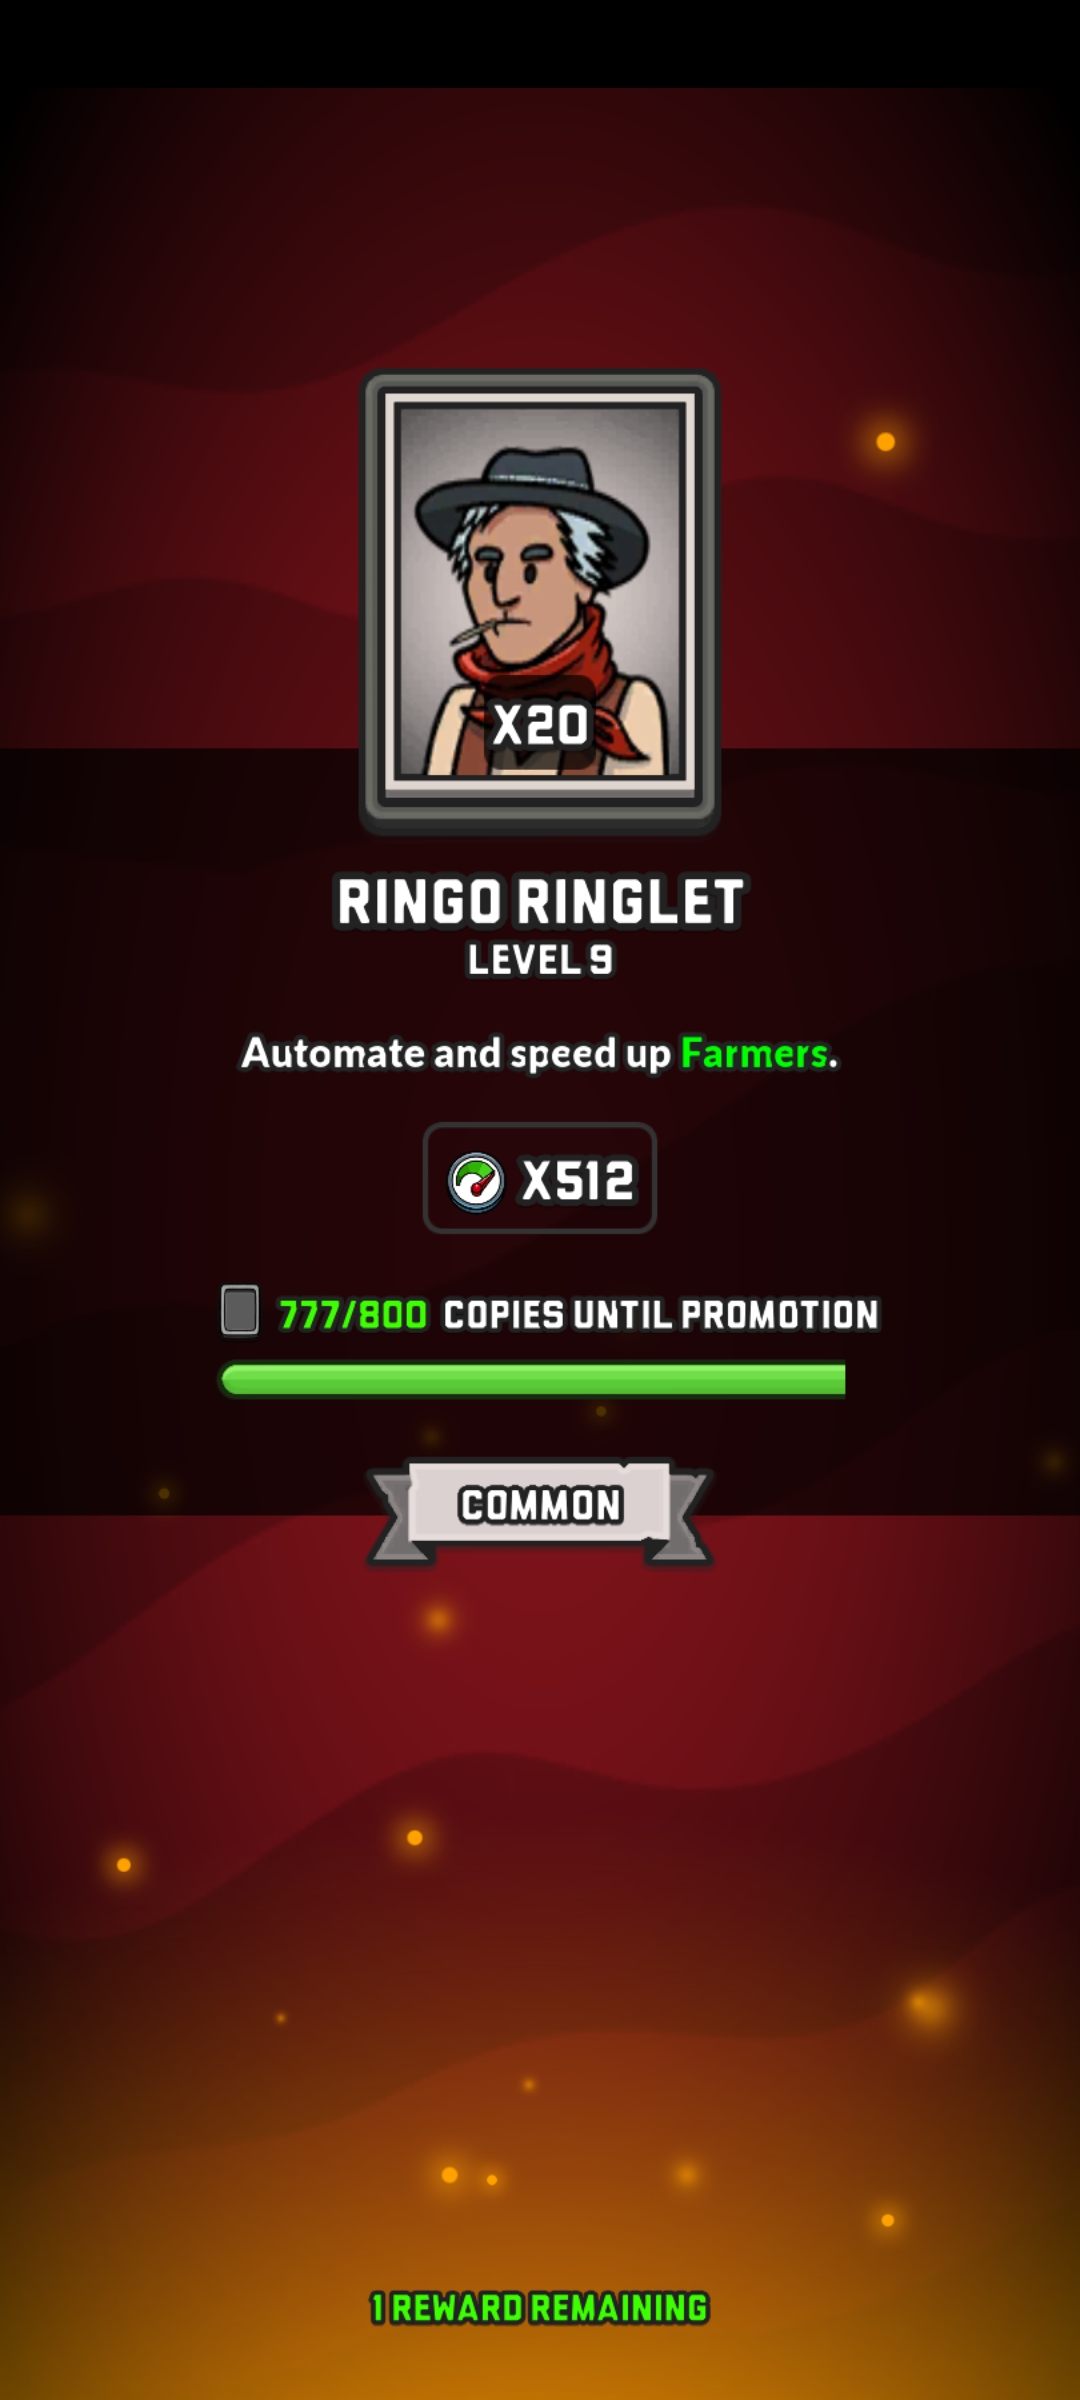 X20
RINGO RINGLET
LEVEL 9
Automate and speed up Farmers.
X512
777/800 COPIES UNTIL PROMOTION
COMMON
1 REWARD REMAINING